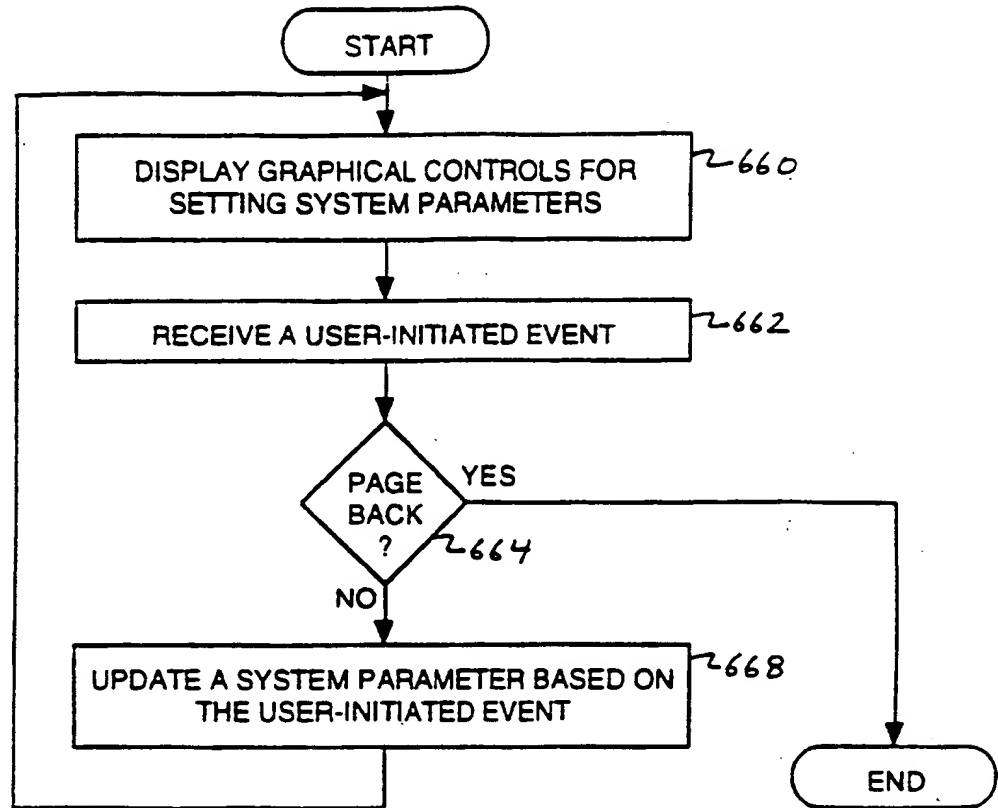 START
DISPLAY GRAPHICAL CONTROLS FOR
SETTING SYSTEM PARAMETERS
660
RECEIVE A USER-INITIATED EVENT
662
PAGE
BACK
?
YES
664
NO
UPDATE A SYSTEM PARAMETER BASED ON
THE USER-INITIATED EVENT
668
END